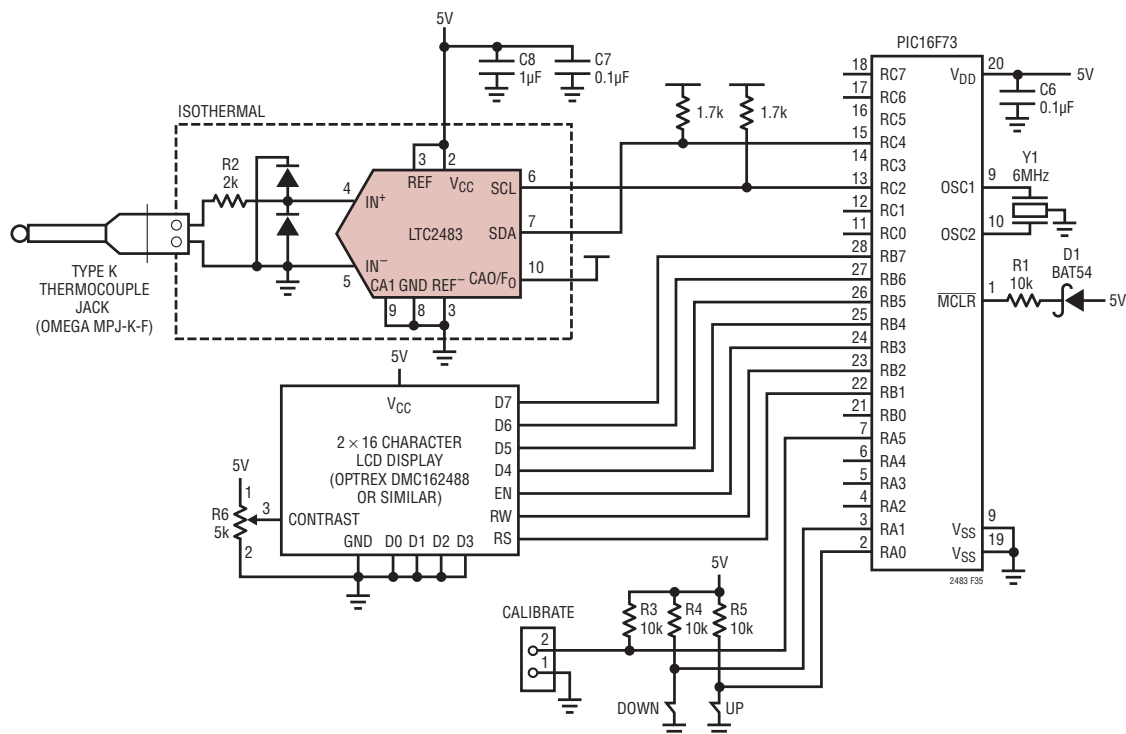 5V
C8
1µF
C7
0.1µF
PIC16F73
18 RC7
17 RC6
16 RC5
15 RC4
14 RC3
13 RC2
12 RC1
11 RC0
28 RB7
27 RB6
26 RB5
25 RB4
24 RB3
23 RB2
22 RB1
21 RB0
7 RA5
6 RA4
5 RA3
4 RA2
3 RA1
2 RA0
VDD 20
5V
C6
0.1µF
Y1
6MHz
OSC1 9
OSC2 10
R1
10k
D1
BAT54
MCLR 1
5V
VSS 9
VSS 19
2483 F35
1.7k
1.7k
ISOTHERMAL
R2
2k
3 2
REF VCC
4 IN+
5 IN−
LTC2483
SCL 6
SDA 7
CAO/F0 10
CA1 GND REF−
9 8 3
TYPE K
THERMOCOUPLE
JACK
(OMEGA MPJ-K-F)
5V
VCC
2 × 16 CHARACTER
LCD DISPLAY
(OPTREX DMC162488
OR SIMILAR)
D7
D6
D5
D4
EN
RW
RS
CONTRAST
GND D0 D1 D2 D3
5V
1
R6
5k
3
2
CALIBRATE
2
1
5V
R3
10k
R4
10k
R5
10k
DOWN
UP